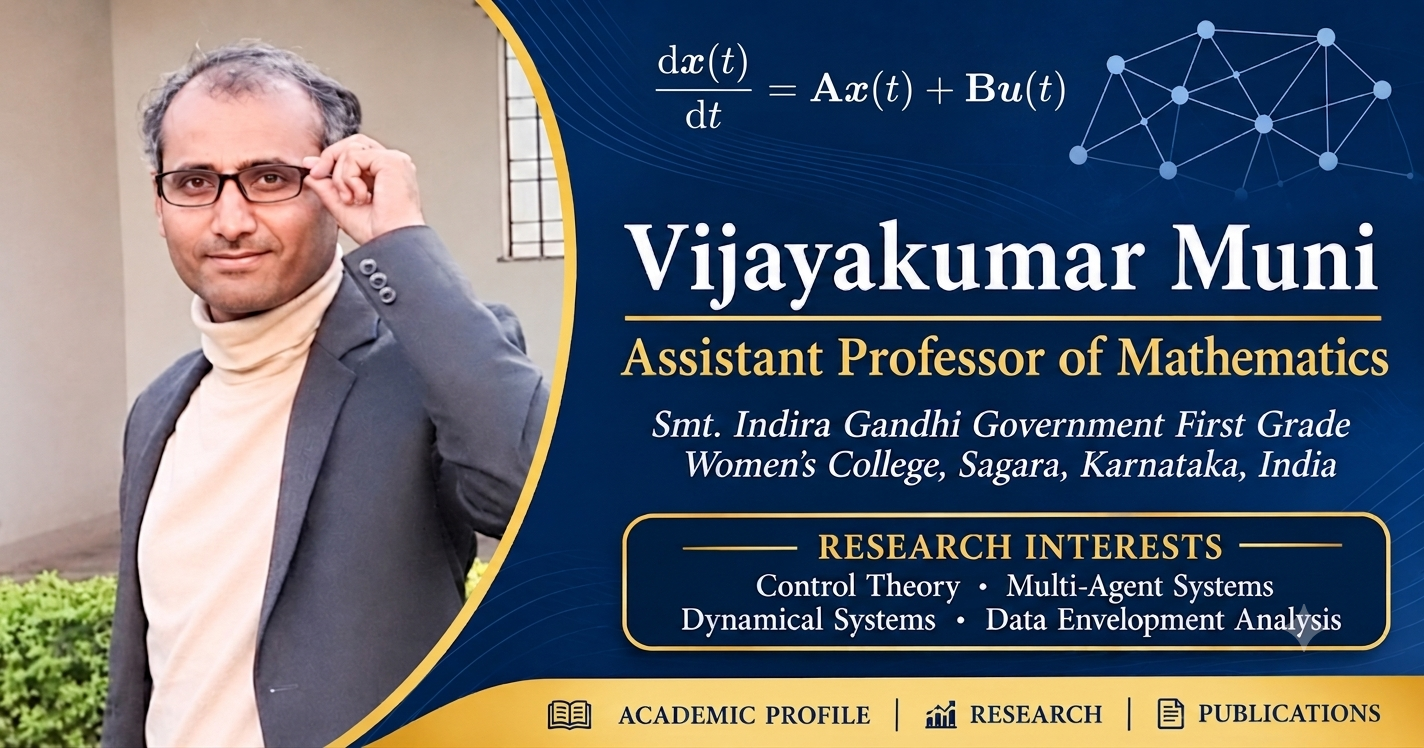 d𝒙(t)/dt = 𝐀𝒙(t) + 𝐁𝒖(t)
Vijayakumar Muni
Assistant Professor of Mathematics
Smt. Indira Gandhi Government First Grade
Women's College, Sagara, Karnataka, India
RESEARCH INTERESTS
Control Theory • Multi-Agent Systems
Dynamical Systems • Data Envelopment Analysis
ACADEMIC PROFILE | RESEARCH | PUBLICATIONS